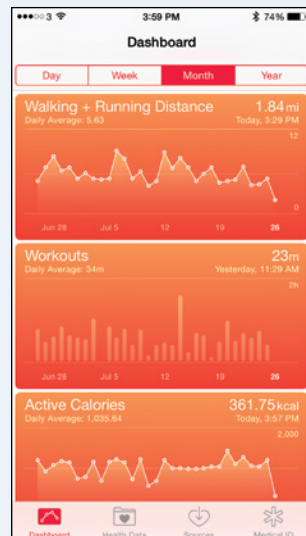 3 3:59 PM 74%
Dashboard
Day Week Month Year
Walking + Running Distance 1.84 mi
Daily Average: 5.63 Today, 3:29 PM
12
0
Jun 28 Jul 5 12 19 26
Workouts 23m
Daily Average: 34m Yesterday, 11:29 AM
2h
Jun 28 Jul 5 12 19 26
Active Calories 361.75 kcal
Daily Average: 1,035.64 Today, 3:57 PM
2,000
Dashboard Health Data Sources Medical ID